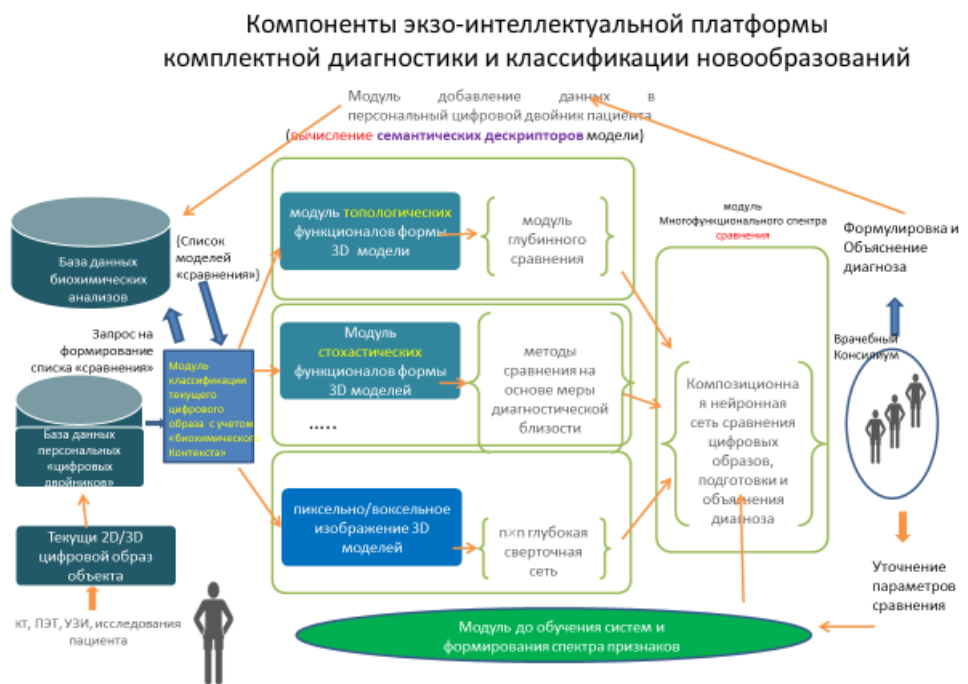 Компоненты экзо-интеллектуальной платформы
комплектной диагностики и классификации новообразований
Модуль добавление данных в
персональный цифровой двойник пациента
(вычисление семантических дескрипторов модели)
База данных
биохимических
анализов
{Список
моделей
«сравнения»}
Запрос на
формирование
списка «сравнения»
Модуль
классификации
текущего
цифрового
образа с учетом
«биохимического
Контекста»
База данных
персональных
«цифровых
двойников»
Текущи 2D/3D
цифровой образ
объекта
кт, ПЭТ, УЗИ, исследования
пациента
модуль топологических
функционалов формы
3D модели
модуль
глубинного
сравнения
Модуль
стохастических
функционалов формы
3D моделей
.....
методы
сравнения на
основе меры
диагностической
близости
пиксельно/воксельное
изображение 3D
моделей
n×n глубокая
сверточная
сеть
модуль
Многофункционального спектра
сравнения
Композиционна
я нейронная
сеть сравнения
цифровых
образов,
подготовки и
объяснения
диагноза
Формулировка и
Объяснение
диагноза
Врачебный
Консилиум
Уточнение
параметров
сравнения
Модуль до обучения систем и
формирования спектра признаков